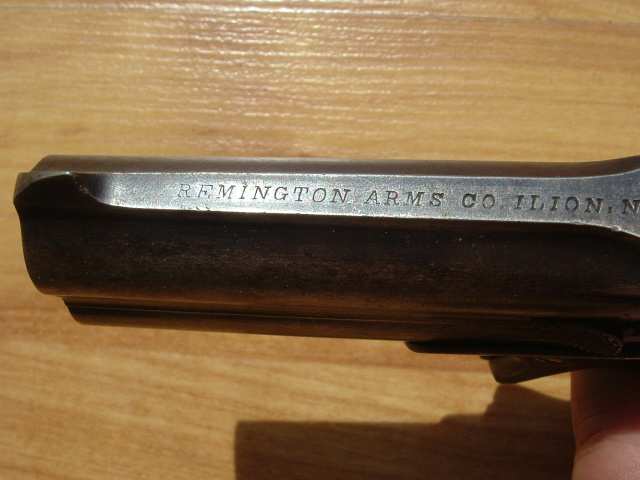 REMINGTON ARMS CO. ILION, N